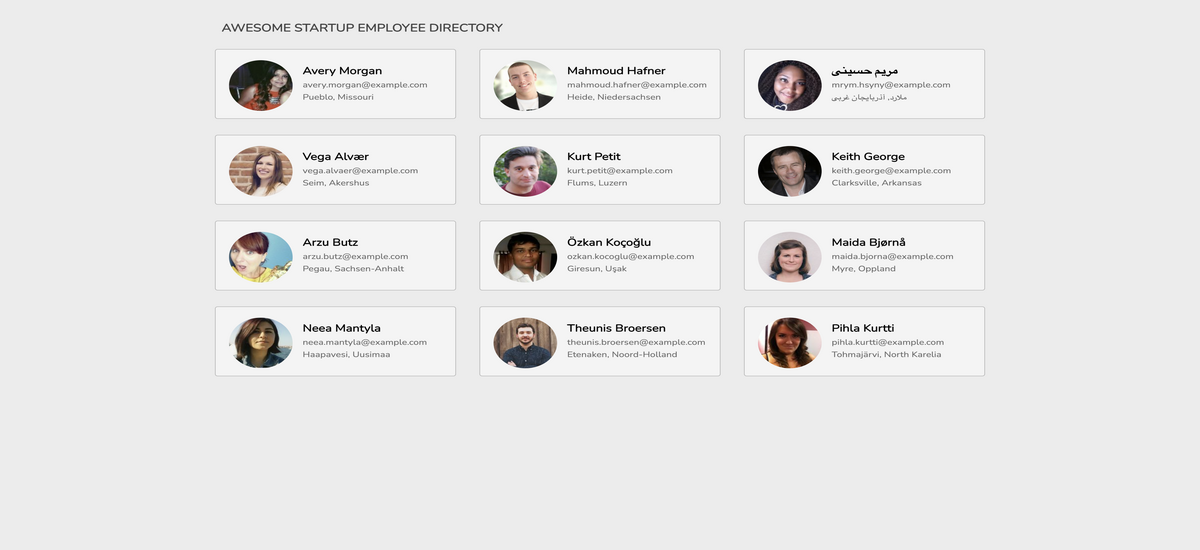 AWESOME STARTUP EMPLOYEE DIRECTORY
Avery Morgan
avery.morgan@example.com
Pueblo, Missouri
Mahmoud Hafner
mahmoud.hafner@example.com
Heide, Niedersachsen
مریم حسینی
mrym.hsyny@example.com
ملارد, آذربایجان غربی
Vega Alvær
vega.alvaer@example.com
Seim, Akershus
Kurt Petit
kurt.petit@example.com
Flums, Luzern
Keith George
keith.george@example.com
Clarksville, Arkansas
Arzu Butz
arzu.butz@example.com
Pegau, Sachsen-Anhalt
Özkan Koçoğlu
ozkan.kocoglu@example.com
Giresun, Uşak
Maida Bjørnå
maida.bjorna@example.com
Myre, Oppland
Neea Mantyla
neea.mantyla@example.com
Haapavesi, Uusimaa
Theunis Broersen
theunis.broersen@example.com
Etenaken, Noord-Holland
Pihla Kurtti
pihla.kurtti@example.com
Tohmajärvi, North Karelia